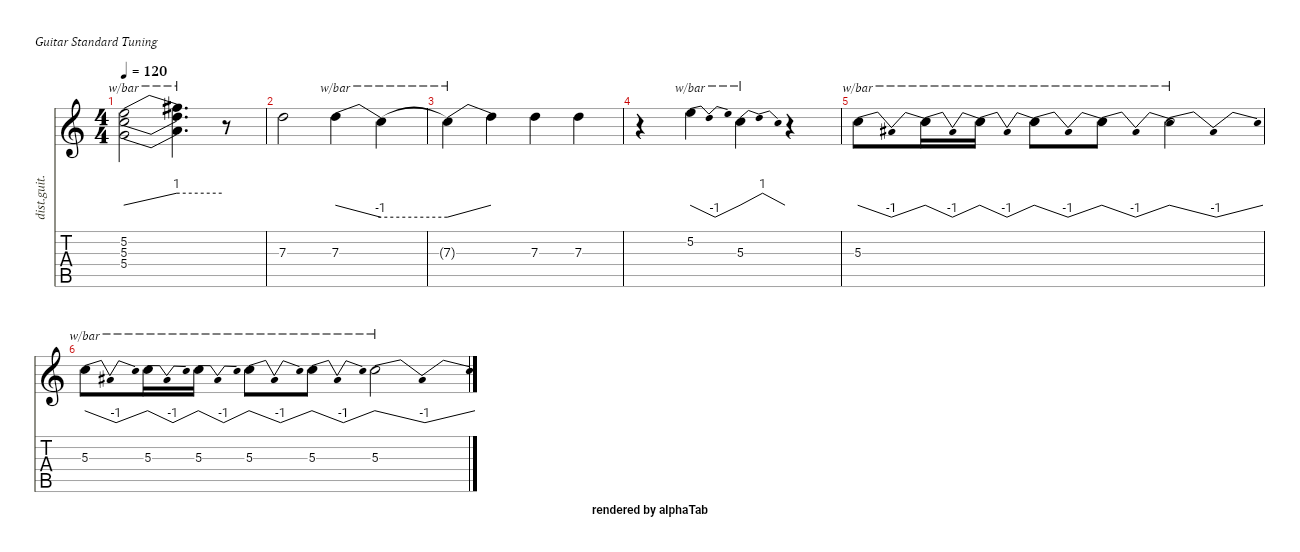 Guitar Standard Tuning
= 120
w/bar w/bar w/bar w/bar
1 2 3 4 5
4
4
dist.guit.
1 -1 -1 1 -1 -1 -1 -1 -1 -1
T
A
B
5
5
5
7 7 (7) 7 7 5 5 5
w/bar
6
-1 -1 -1 -1 -1 -1
T
A
B
5 5 5 5 5 5
rendered by alphaTab